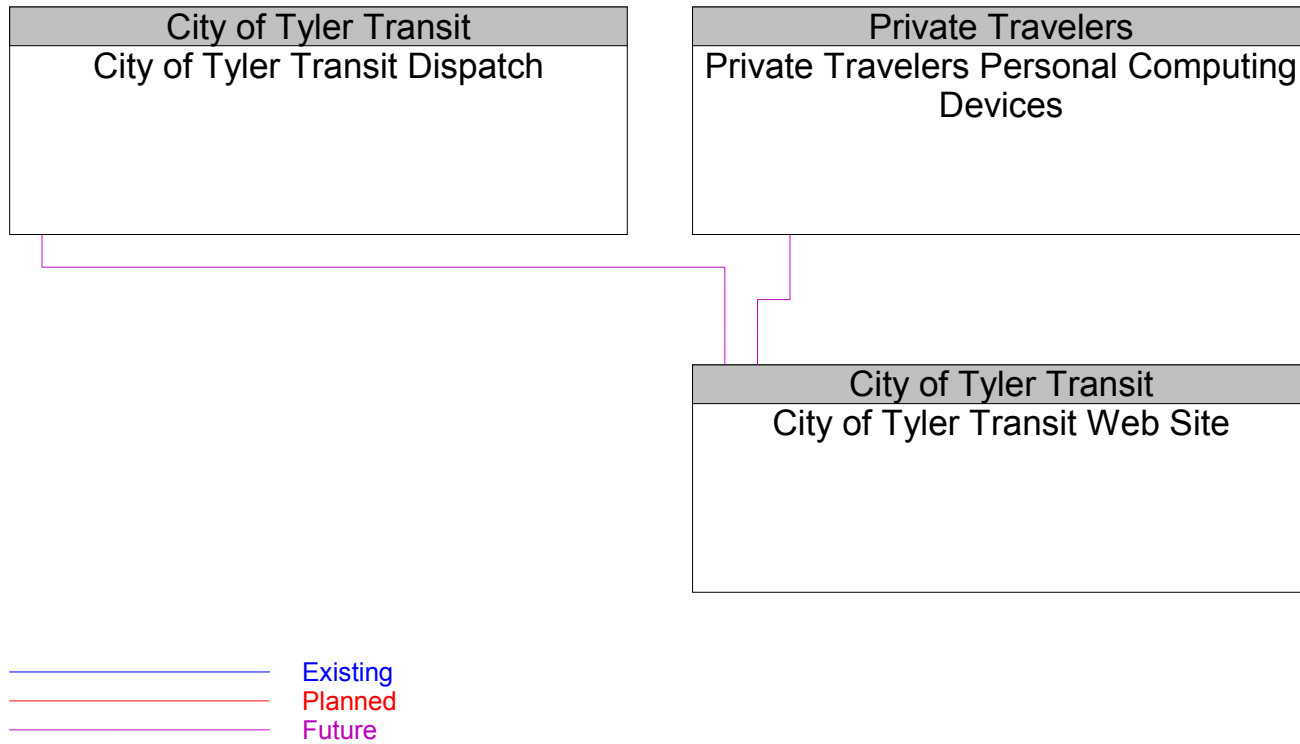 City of Tyler Transit
City of Tyler Transit Dispatch
Private Travelers
Private Travelers Personal Computing
Devices
City of Tyler Transit
City of Tyler Transit Web Site
Existing
Planned
Future